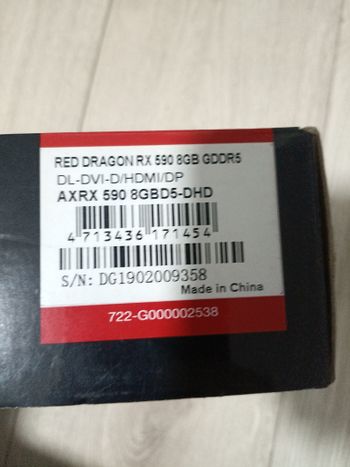 RED DRAGON RX 590 8GB GDDR5
DL-DVI-D/HDMI/DP
AXRX 590 8GBD5-DHD
4 713436 171454
S/N: DG1902009358
Made in China
722-G000002538